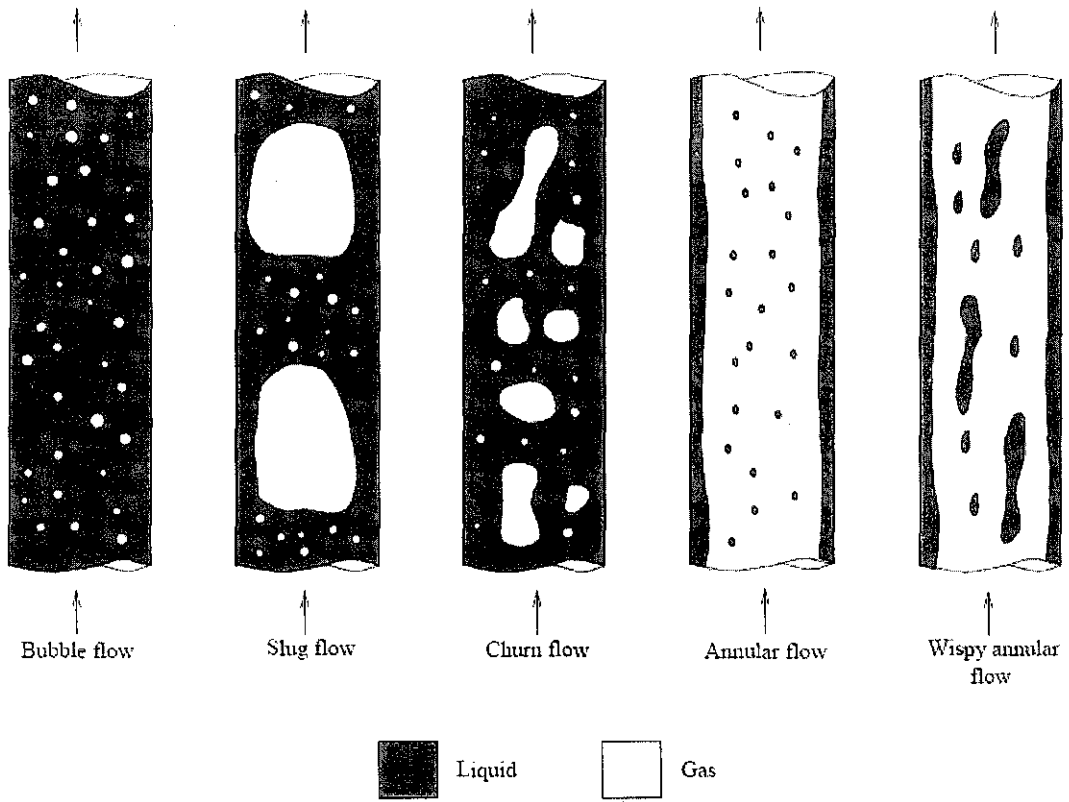 Bubble flow
Slug flow
Churn flow
Annular flow
Wispy annular
flow
Liquid
Gas